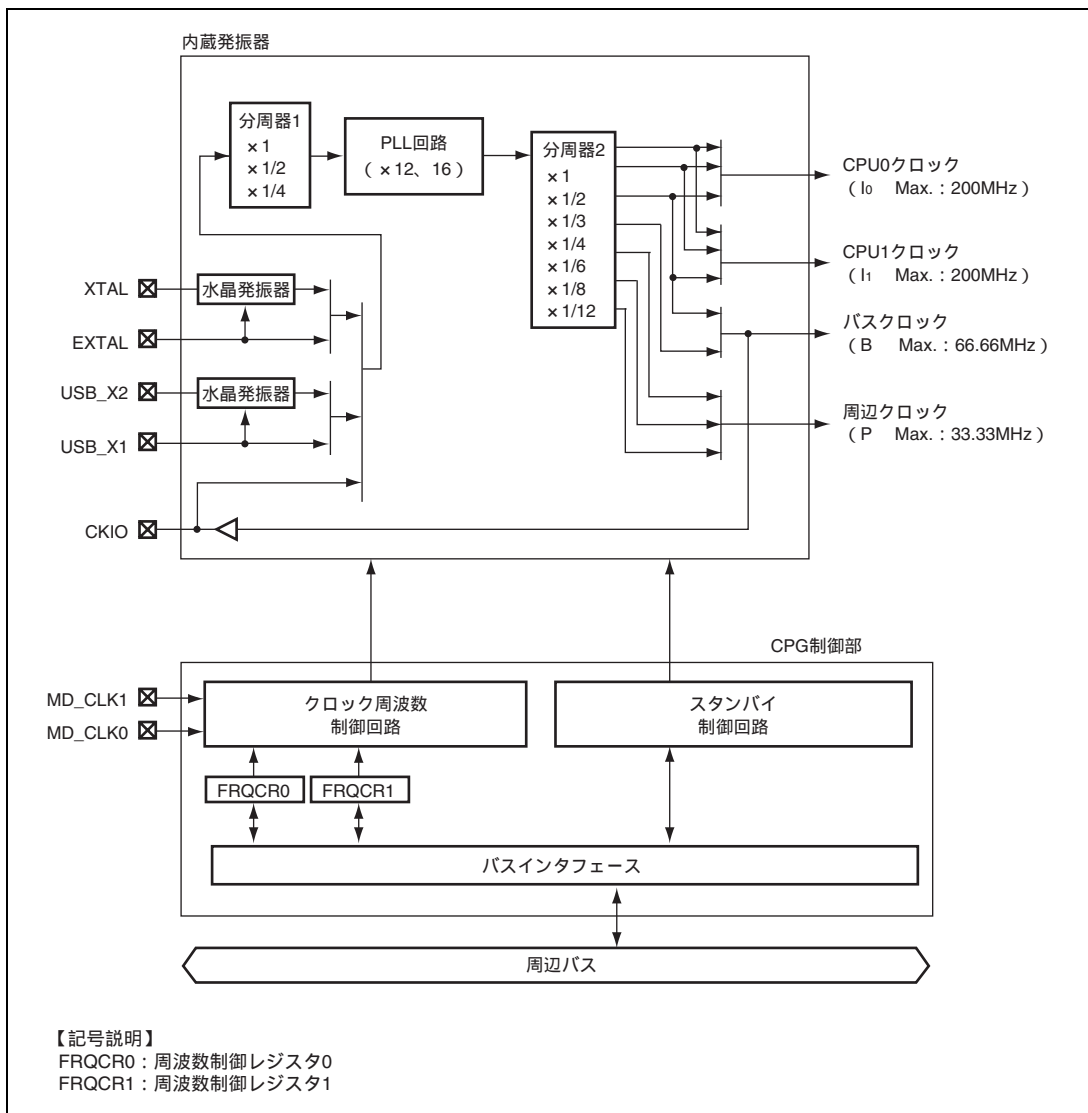 内蔵発振器
分周器1
×1
×1/2
×1/4
PLL回路
(×12、16)
分周器2
×1
×1/2
×1/3
×1/4
×1/6
×1/8
×1/12
CPU0クロック
(I0 Max.:200MHz)
CPU1クロック
(I1 Max.:200MHz)
バスクロック
(B Max.:66.66MHz)
周辺クロック
(P Max.:33.33MHz)
XTAL
水晶発振器
EXTAL
USB_X2
水晶発振器
USB_X1
CKIO
CPG制御部
MD_CLK1
MD_CLK0
クロック周波数
制御回路
スタンバイ
制御回路
FRQCR0
FRQCR1
バスインタフェース
周辺バス
【記号説明】
FRQCR0:周波数制御レジスタ0
FRQCR1:周波数制御レジスタ1